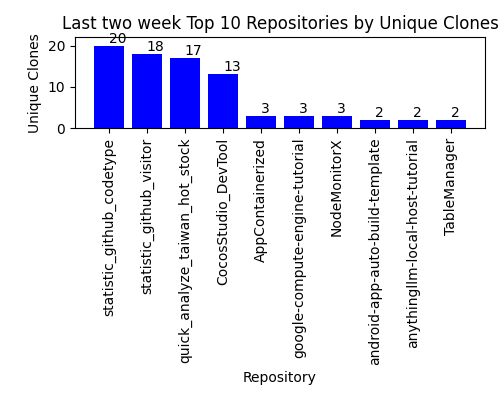 Last two week Top 10 Repositories by Unique Clones
Unique Clones
20
10
0
20
18
17
13
3
3
3
2
2
2
statistic_github_codetype
statistic_github_visitor
quick_analyze_taiwan_hot_stock
CocosStudio_DevTool
AppContainerized
google-compute-engine-tutorial
NodeMonitorX
android-app-auto-build-template
anythingllm-local-host-tutorial
TableManager
Repository